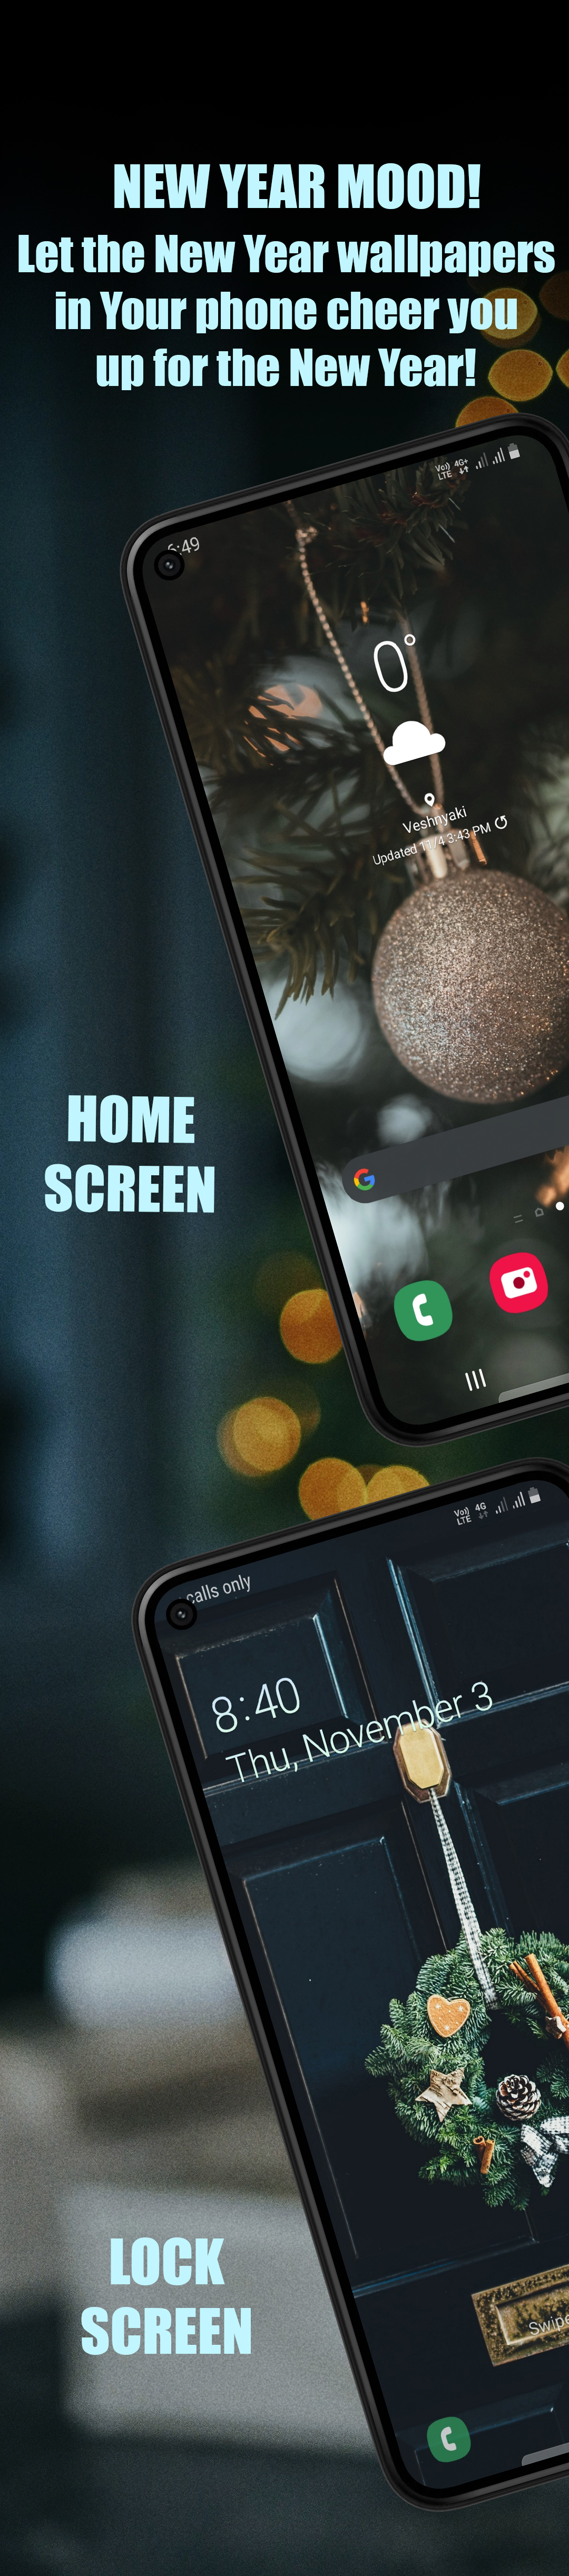 NEW YEAR MOOD!
Let the New Year wallpapers
in Your phone cheer you
up for the New Year!
Vo)) 4G+
LTE
:49
0°
Veshnyaki
Updated 11/4 3:43 PM
G
HOME
SCREEN
Vo)) 4G
LTE
calls only
8:40
Thu, November 3
Swipe
LOCK
SCREEN